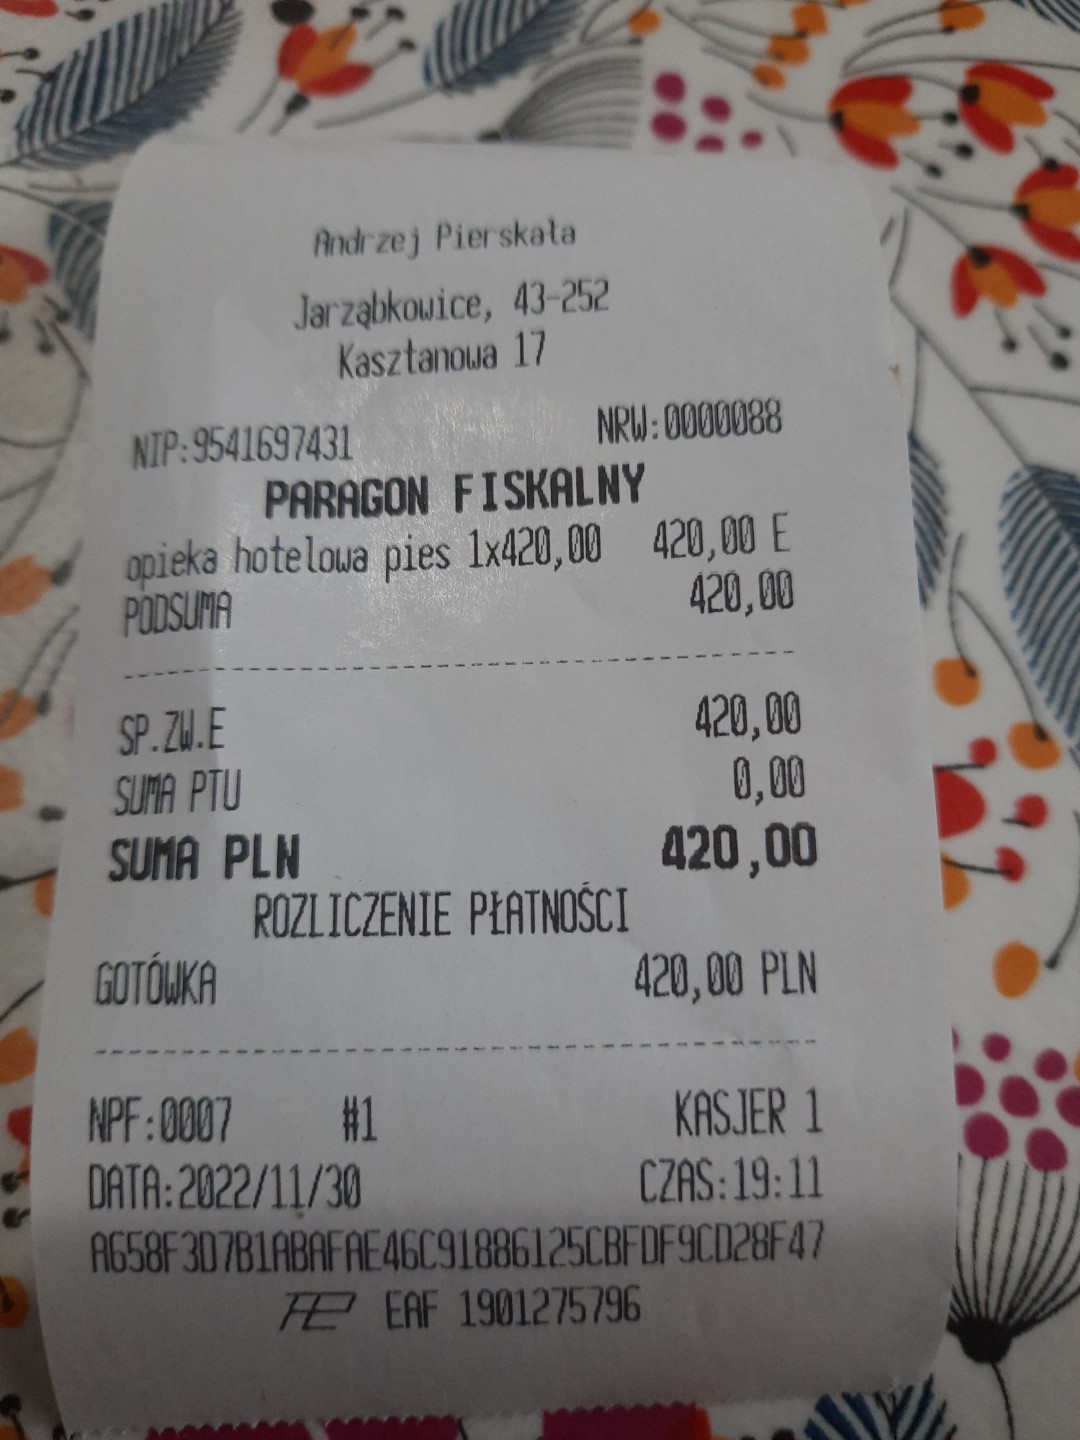 Andrzej Pierskała
Jarząbkowice, 43-252
Kasztanowa 17
NIP:9541697431 NRW:0000088
PARAGON FISKALNY
opieka hotelowa pies 1x420,00 420,00 E
PODSUMA 420,00
SP.ZW.E 420,00
SUMA PTU 0,00
SUMA PLN 420,00
ROZLICZENIE PŁATNOŚCI
GOTÓWKA 420,00 PLN
NPF:0007 #1 KASJER 1
DATA:2022/11/30 CZAS:19:11
A658F3D7B1ABAFAE46C91886125CBFDF9CD28F47
EAF 1901275796